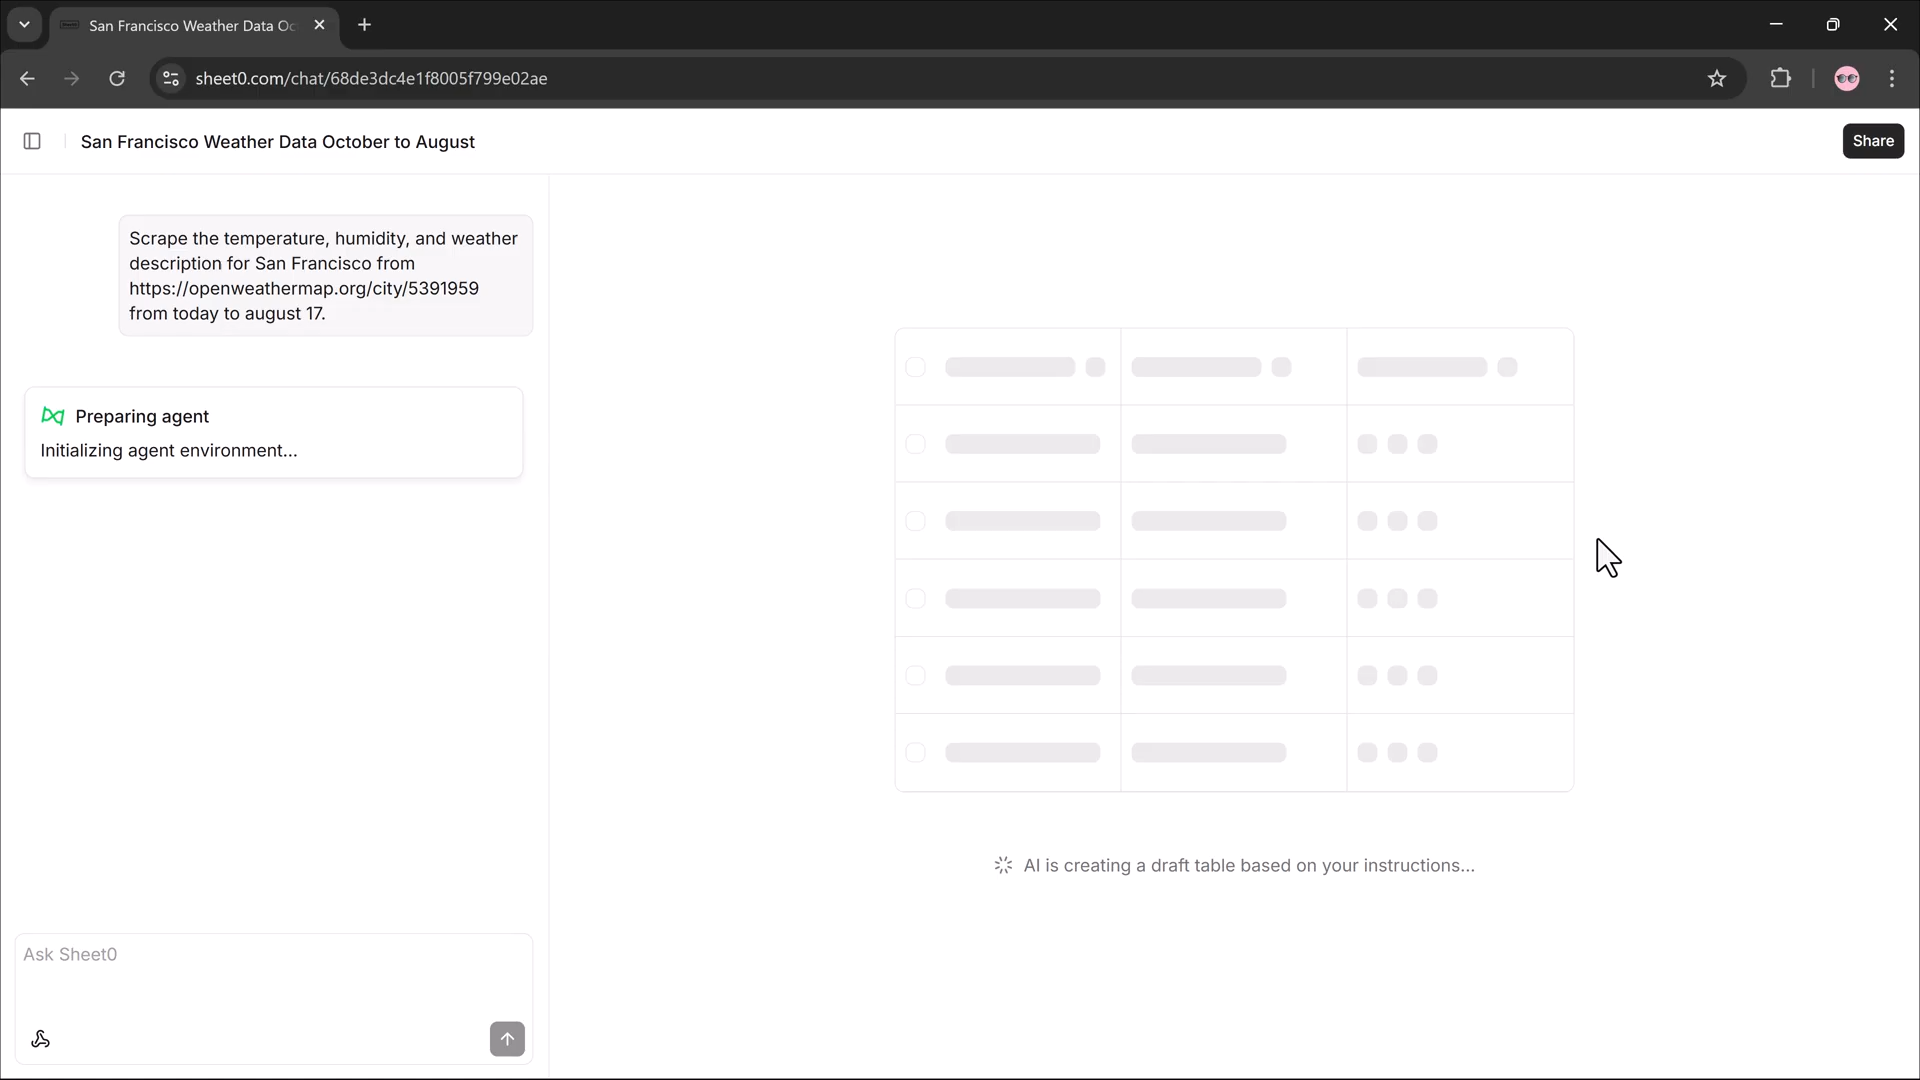 San Francisco Weather Data Oc
sheet0.com/chat/68de3dc4e1f8005f799e02ae
San Francisco Weather Data October to August
Share
Scrape the temperature, humidity, and weather
description for San Francisco from
https://openweathermap.org/city/5391959
from today to august 17.
Preparing agent
Initializing agent environment...
AI is creating a draft table based on your instructions...
Ask Sheet0